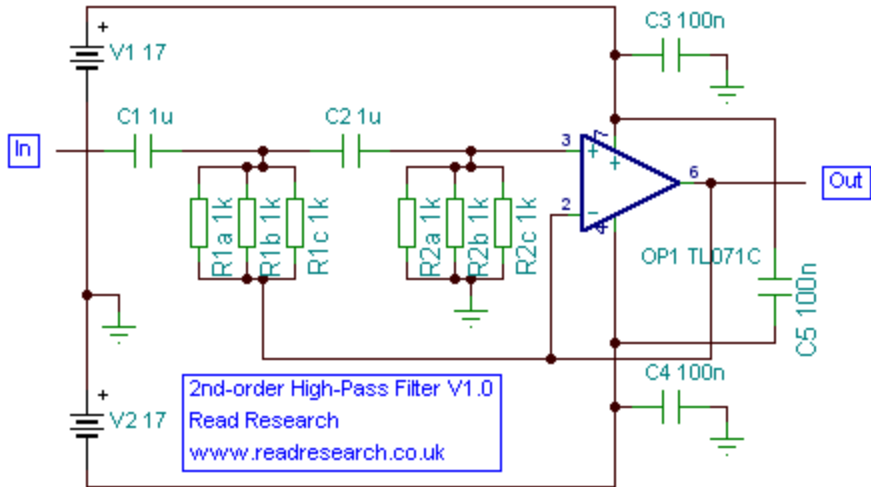 C3 100n
V1 17
C1 1u
C2 1u
In
3
7
+
+
R1a 1k
R1b 1k
R1c 1k
R2a 1k
R2b 1k
R2c 1k
2
4
6
Out
OP1 TL071C
C5 100n
C4 100n
+
V2 17
2nd-order High-Pass Filter V1.0
Read Research
www.readresearch.co.uk